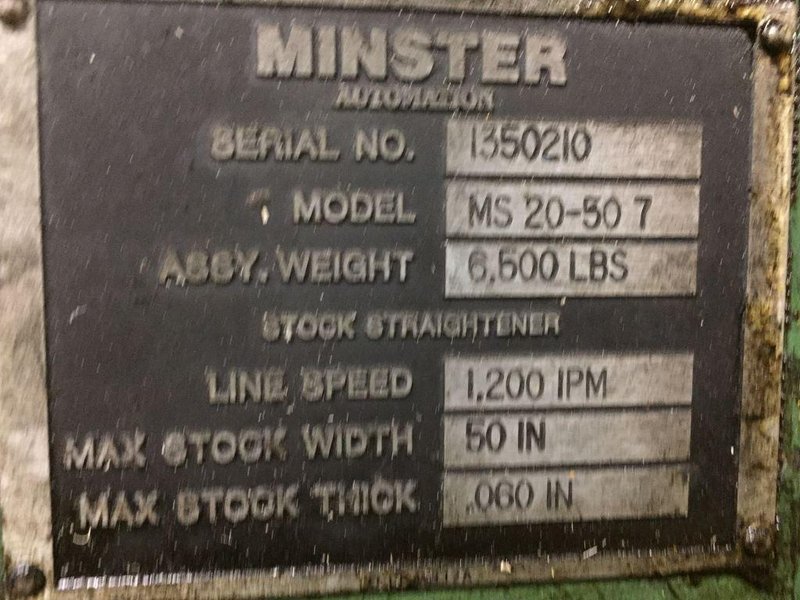 MINSTER
AUTOMATION
SERIAL NO. 1350210
MODEL MS 20-50 7
ASSY. WEIGHT 6,500 LBS
STOCK STRAIGHTENER
LINE SPEED 1,200 IPM
MAX STOCK WIDTH 50 IN
MAX STOCK THICK .060 IN